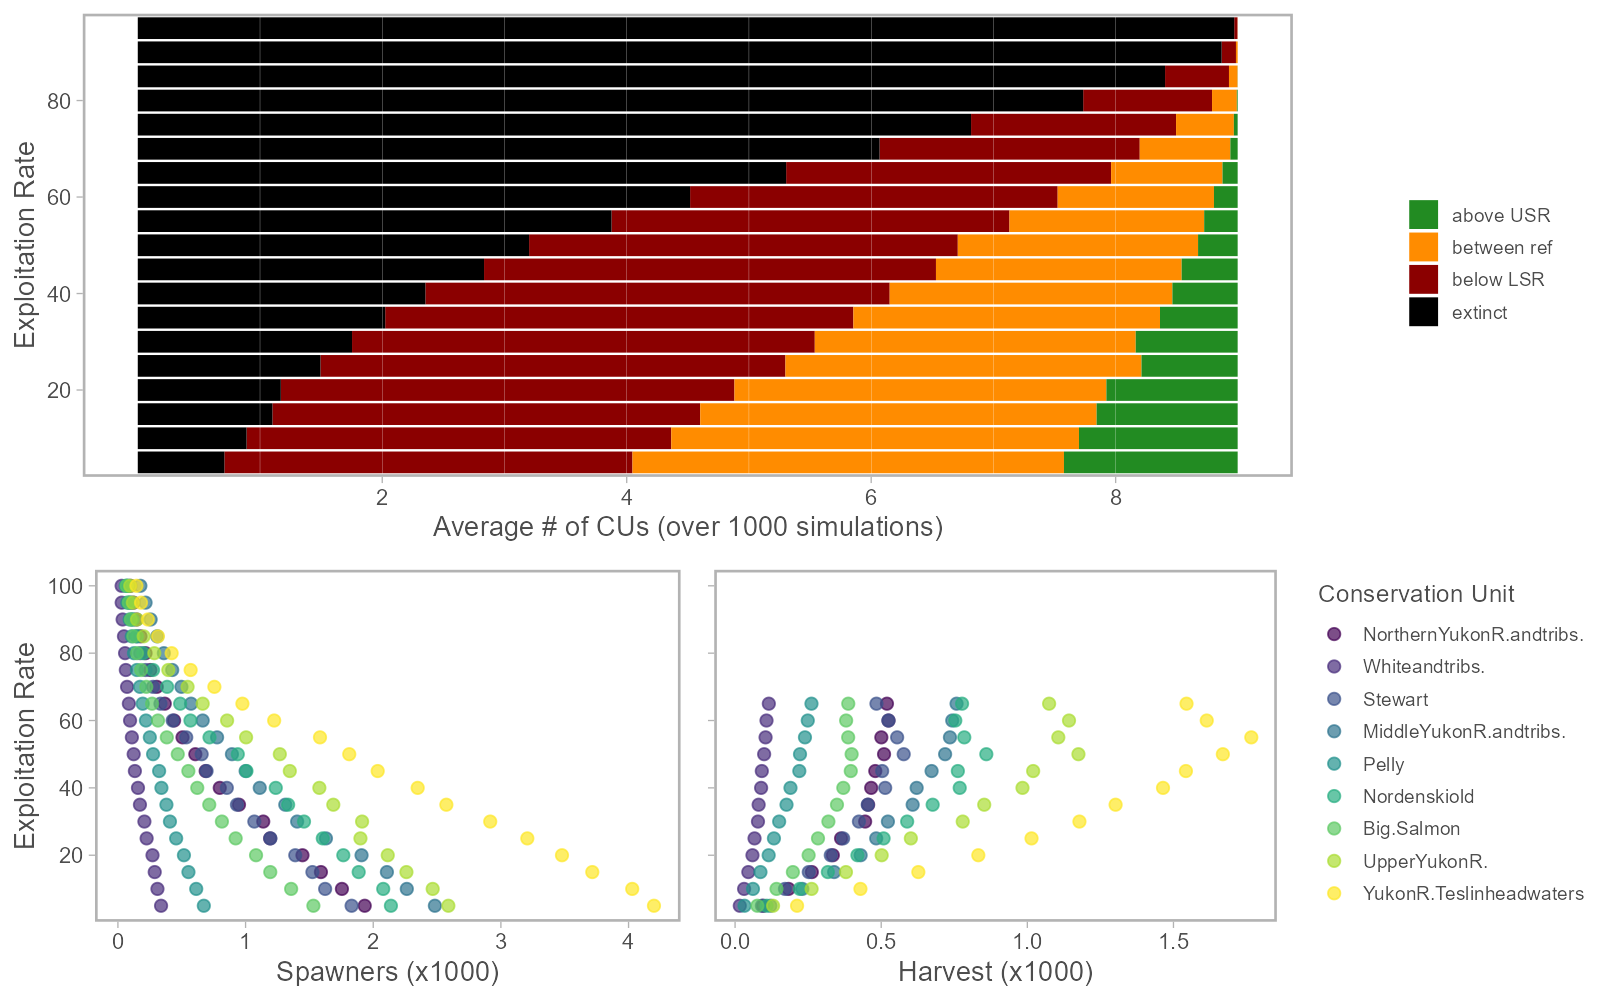 80
60
40
20
Exploitation Rate
2 4 6 8
Average # of CUs (over 1000 simulations)
above USR
between ref
below LSR
extinct
100
80
60
40
20
Exploitation Rate
0 1 2 3 4
Spawners (x1000)
0.0 0.5 1.0 1.5
Harvest (x1000)
Conservation Unit
NorthernYukonR.andtribs.
Whiteandtribs.
Stewart
MiddleYukonR.andtribs.
Pelly
Nordenskiold
Big.Salmon
UpperYukonR.
YukonR.Teslinheadwaters